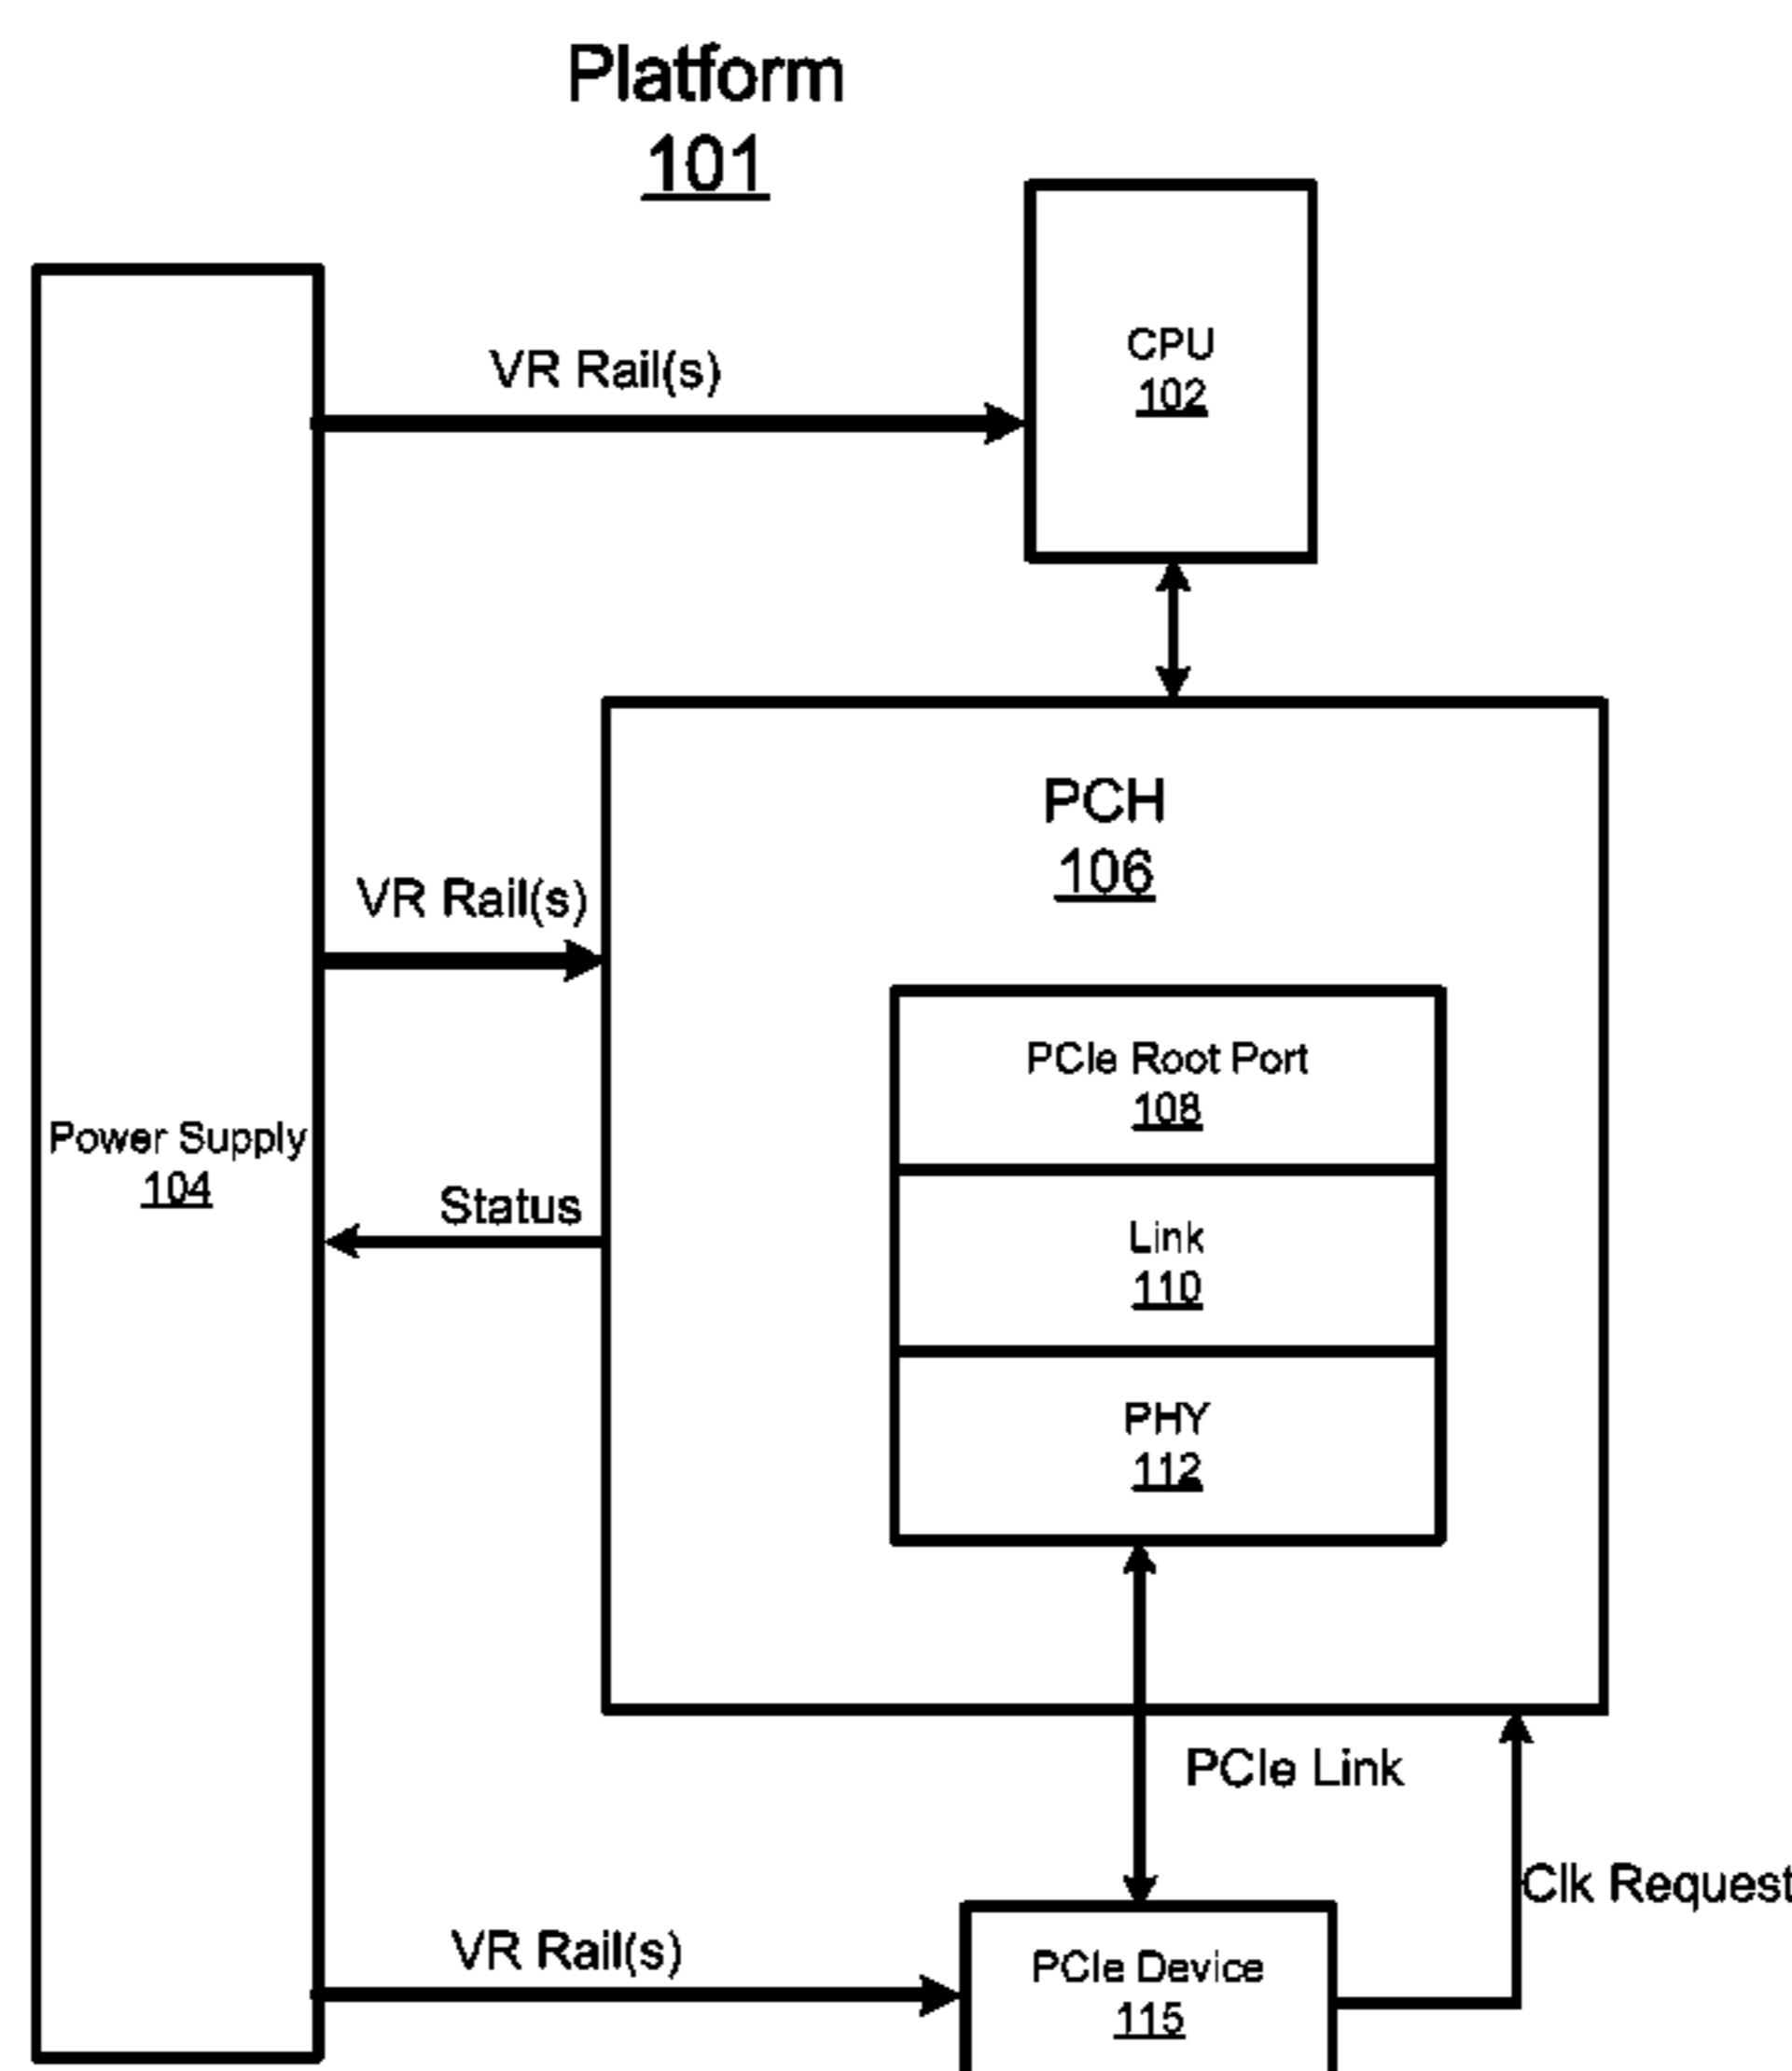 Platform
101
CPU
102
VR Rail(s)
PCH
106
VR Rail(s)
PCIe Root Port
108
Power Supply
104
Status
Link
110
PHY
112
PCIe Link
Clk Request
VR Rail(s)
PCIe Device
115